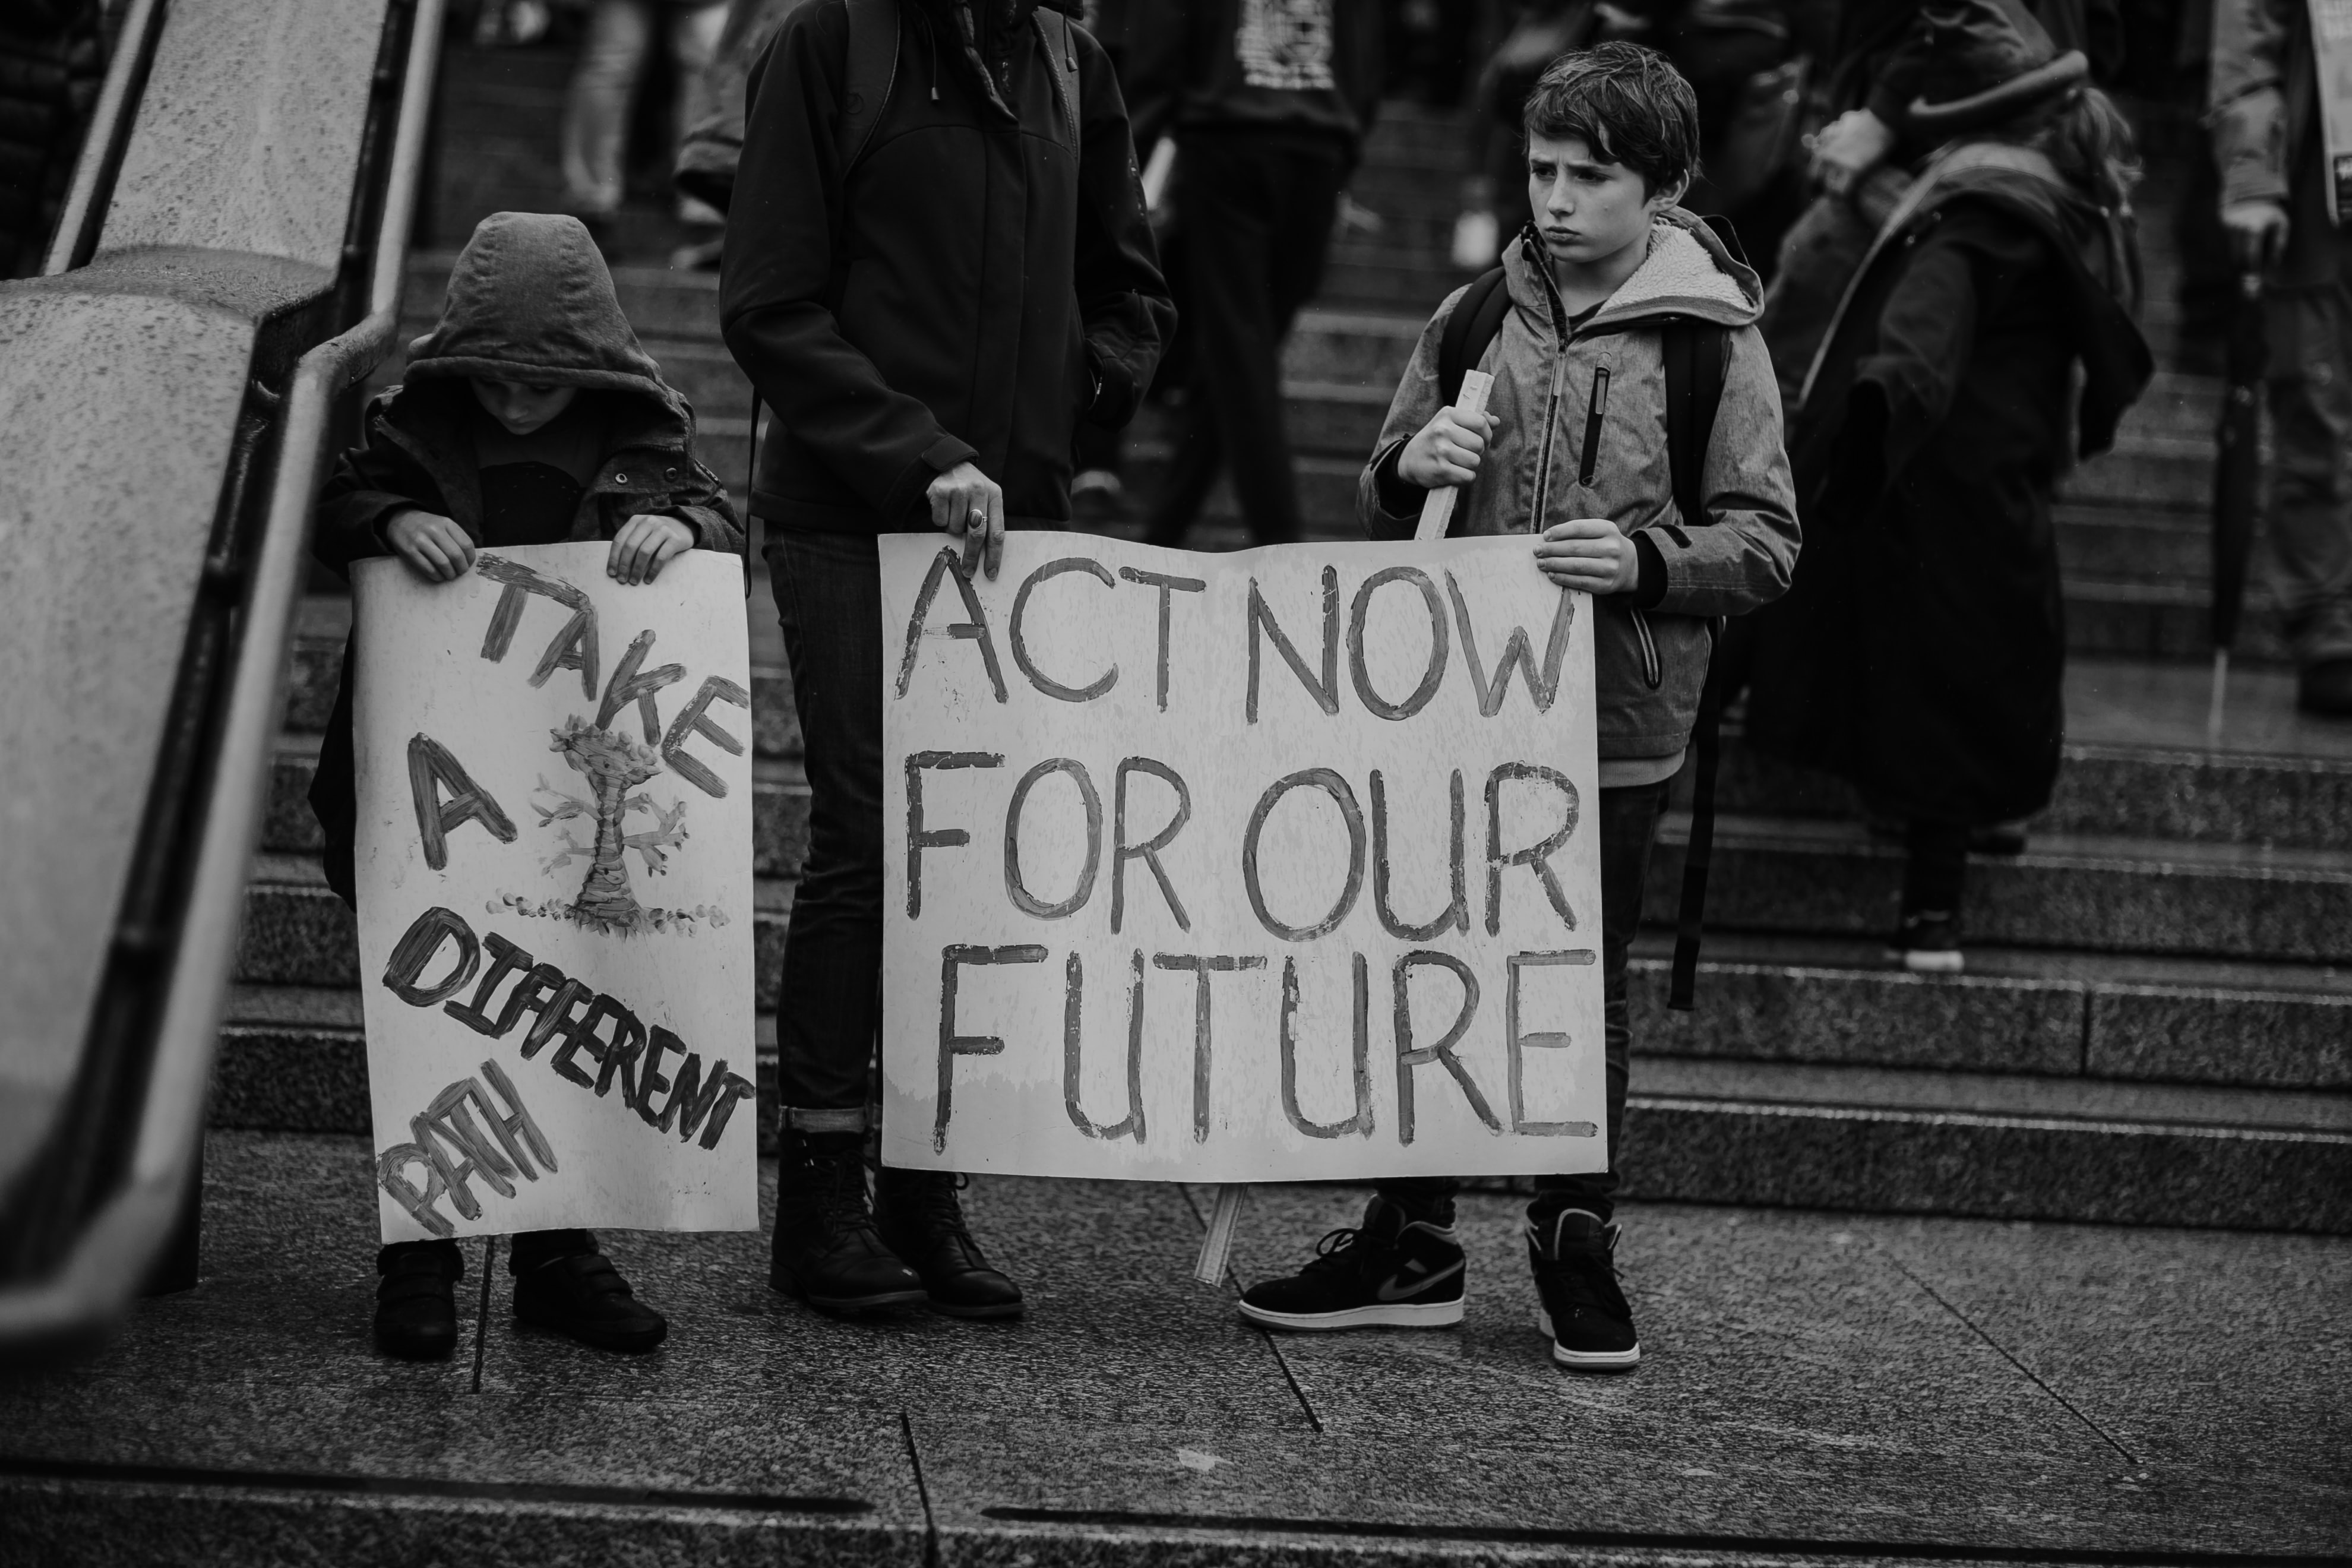 TAKE
A
DIFFERENT
PATH
ACT NOW
FOR OUR
FUTURE